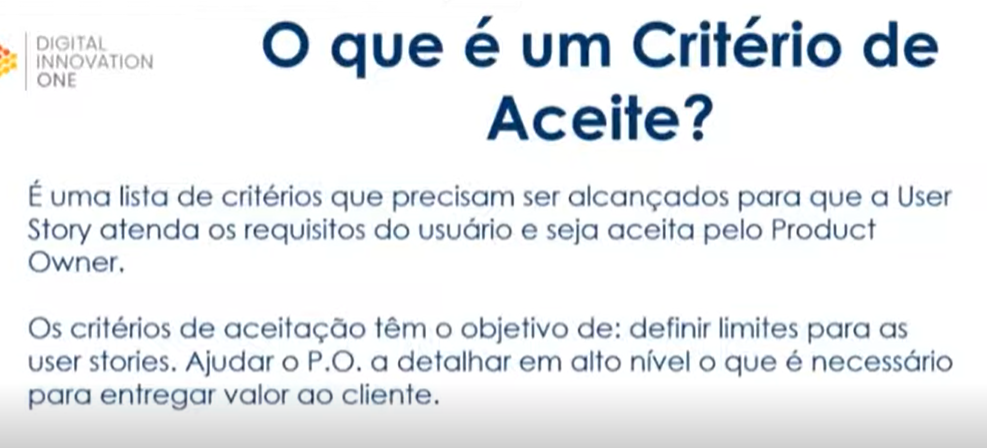 DIGITAL
INNOVATION
ONE
O que é um Critério de
Aceite?
É uma lista de critérios que precisam ser alcançados para que a User
Story atenda os requisitos do usuário e seja aceita pelo Product
Owner.
Os critérios de aceitação têm o objetivo de: definir limites para as
user stories. Ajudar o P.O. a detalhar em alto nível o que é necessário
para entregar valor ao cliente.